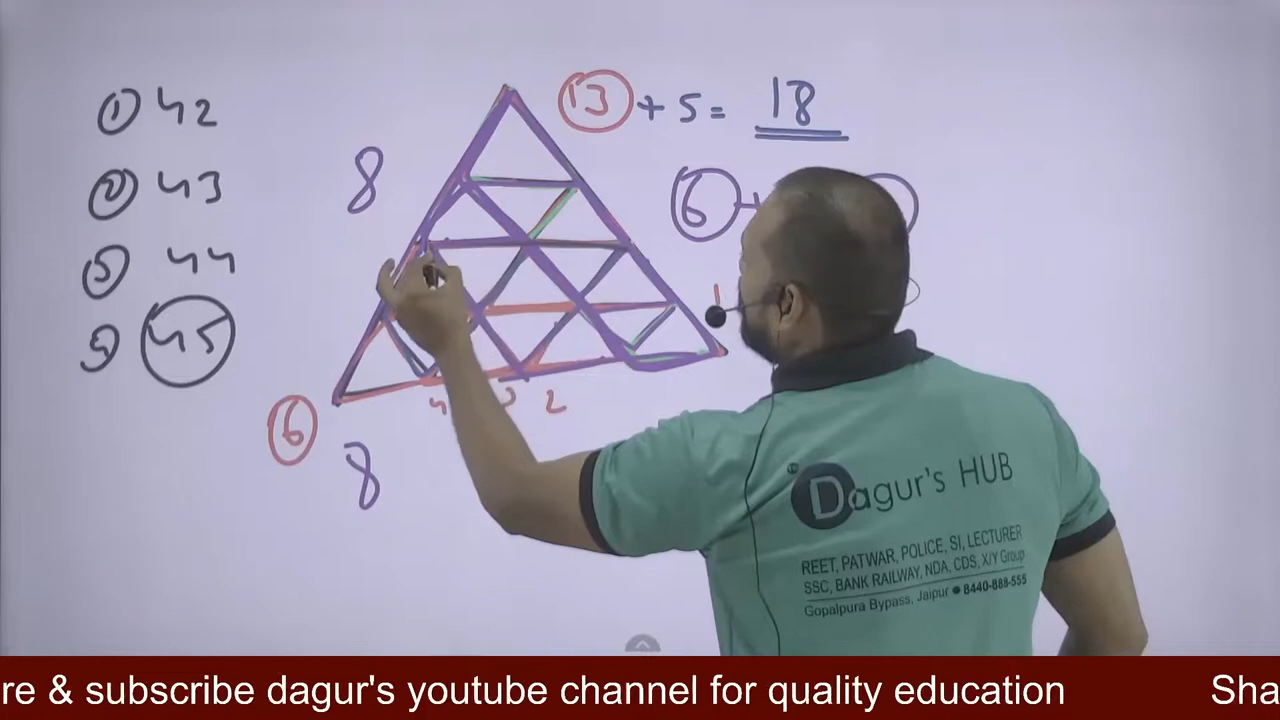 ① 42
② 43
③ 44
⑤ 45
8
13 + 5 = 18
6
6
8
4
2
Dagur's HUB
REET, PATWAR, POLICE, SI, LECTURER
SSC, BANK RAILWAY, NDA, CDS, X/Y Group
Gopalpura Bypass, Jaipur 8440-888-555
re & subscribe dagur's youtube channel for quality education Sha